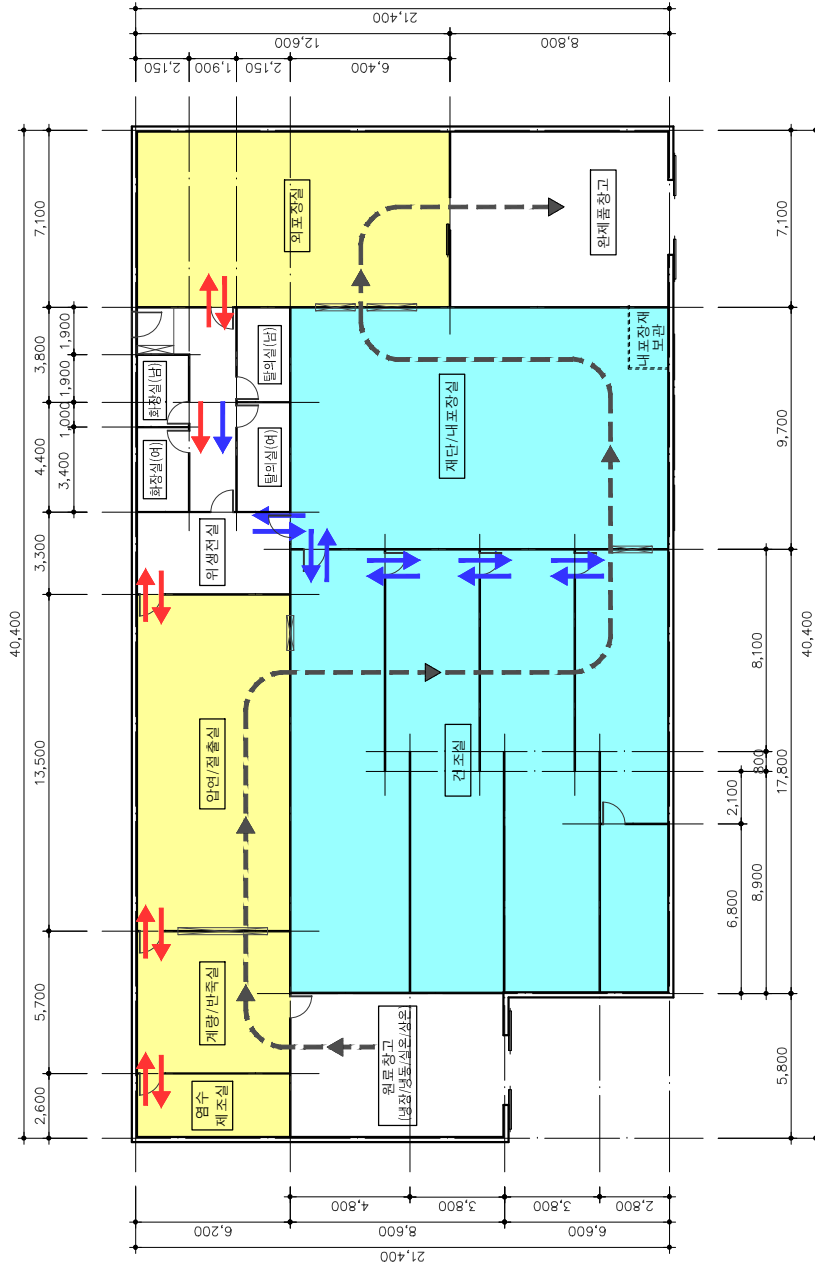 21,400
12,600
8,800
2,150
1,900
2,150
6,400
40,400
7,100
3,800
4,400
3,300
13,500
5,700
2,600
1,900
1,900
1,000
3,400
외포장실
완제품창고
화장실(남)
탈의실(남)
내포장재
보관
화장실(여)
탈의실(여)
재단/내포장실
위생전실
압연/절출실
건조실
계량/반죽실
원료창고
(냉장/냉동/실온/상온)
염수
제조실
7,100
9,700
8,100
800
17,800
2,100
6,800
8,900
5,800
40,400
4,800
3,800
3,800
2,800
6,200
8,600
6,600
21,400